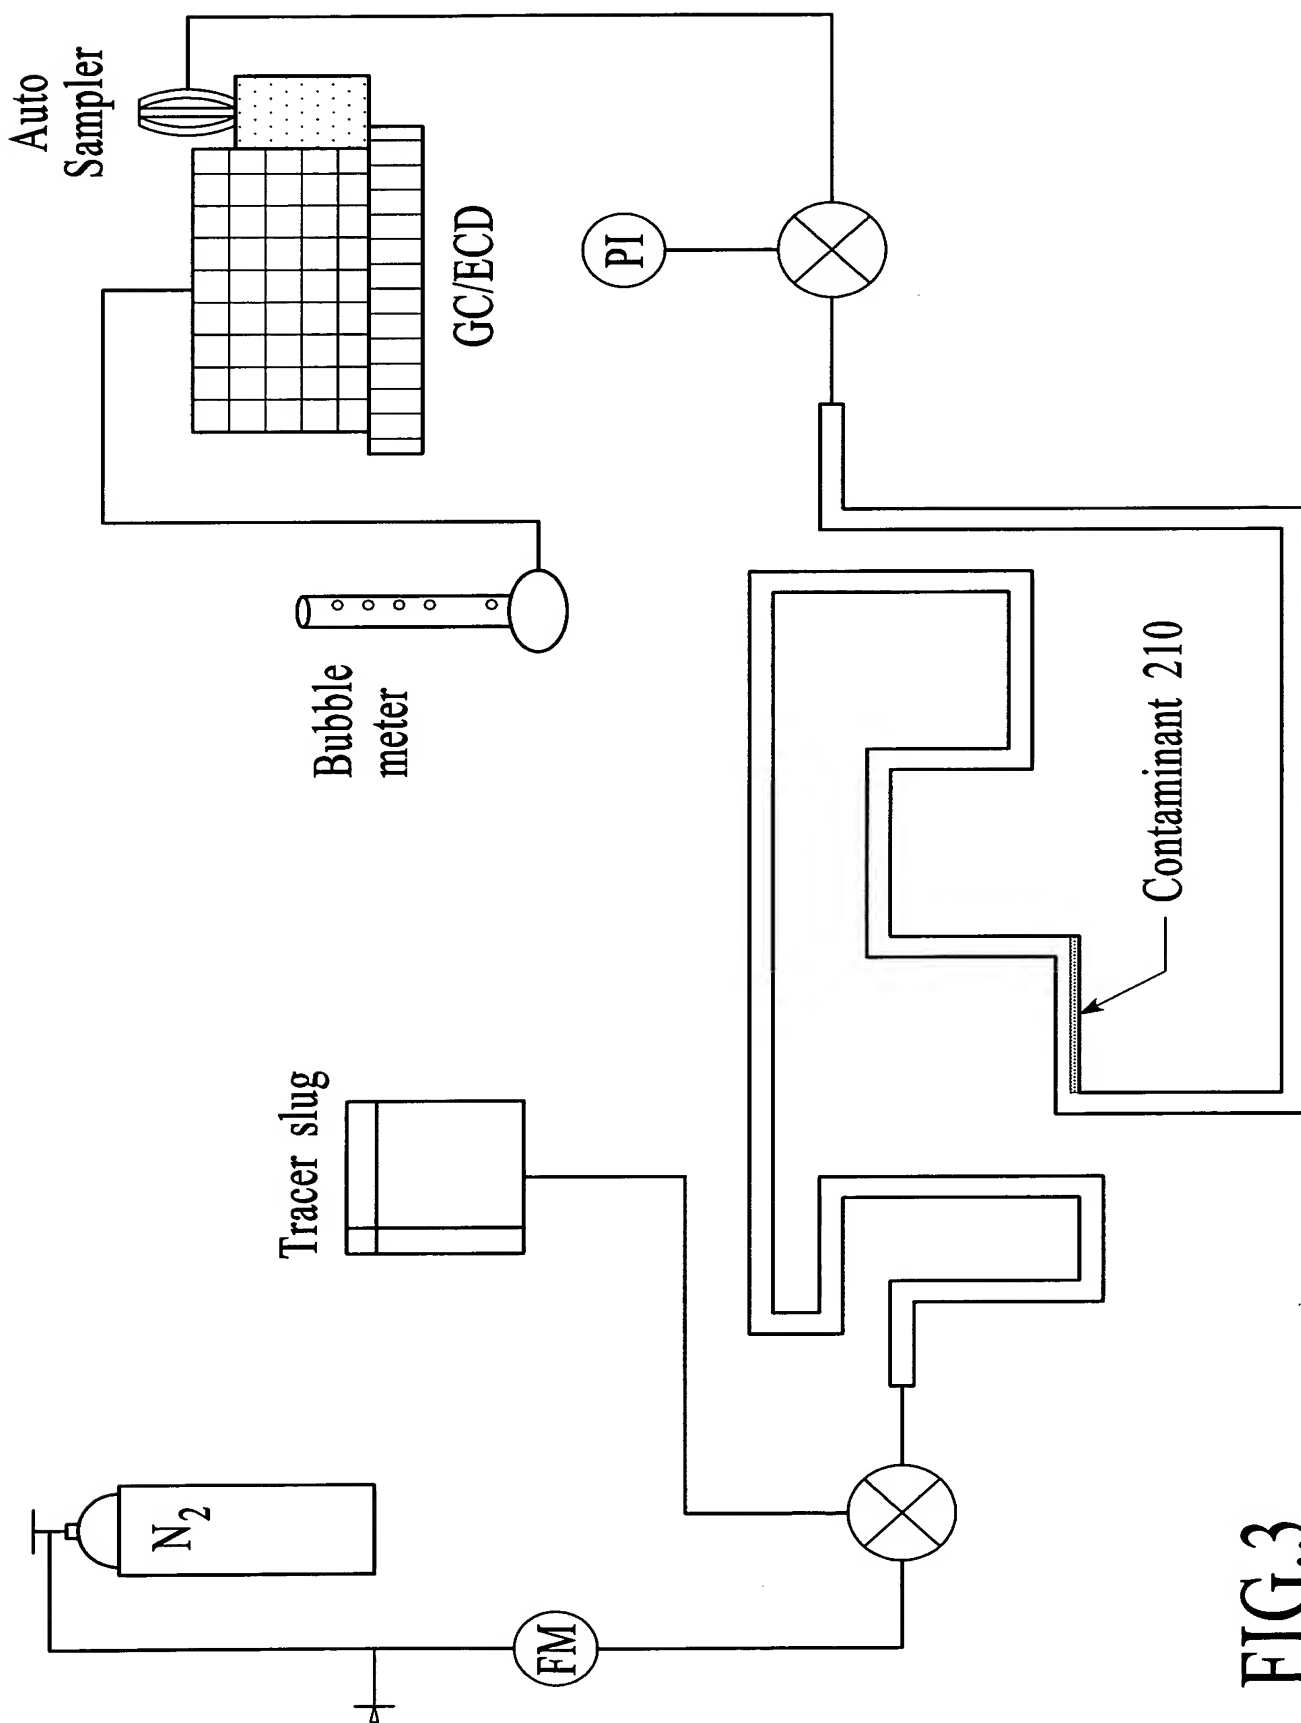 Auto
Sampler
GC/ECD
PI
Bubble
meter
Tracer slug
Contaminant 210
N2
FM
FIG.3